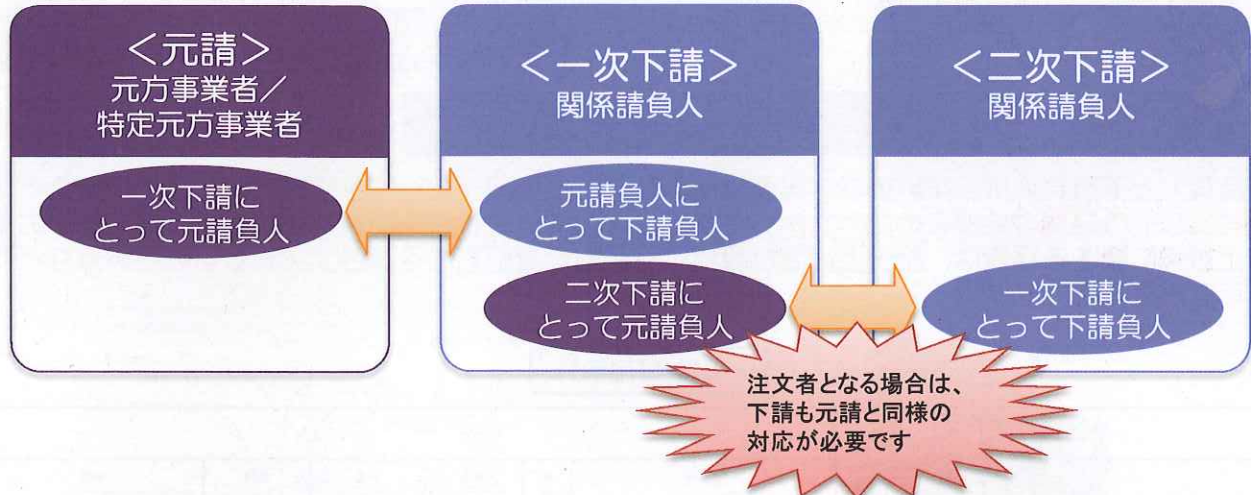 ＜元請＞
元方事業者／
特定元方事業者
一次下請に
とって元請負人
＜一次下請＞
関係請負人
元請負人に
とって下請負人
二次下請に
とって元請負人
＜二次下請＞
関係請負人
一次下請に
とって下請負人
注文者となる場合は、
下請も元請と同様の
対応が必要です